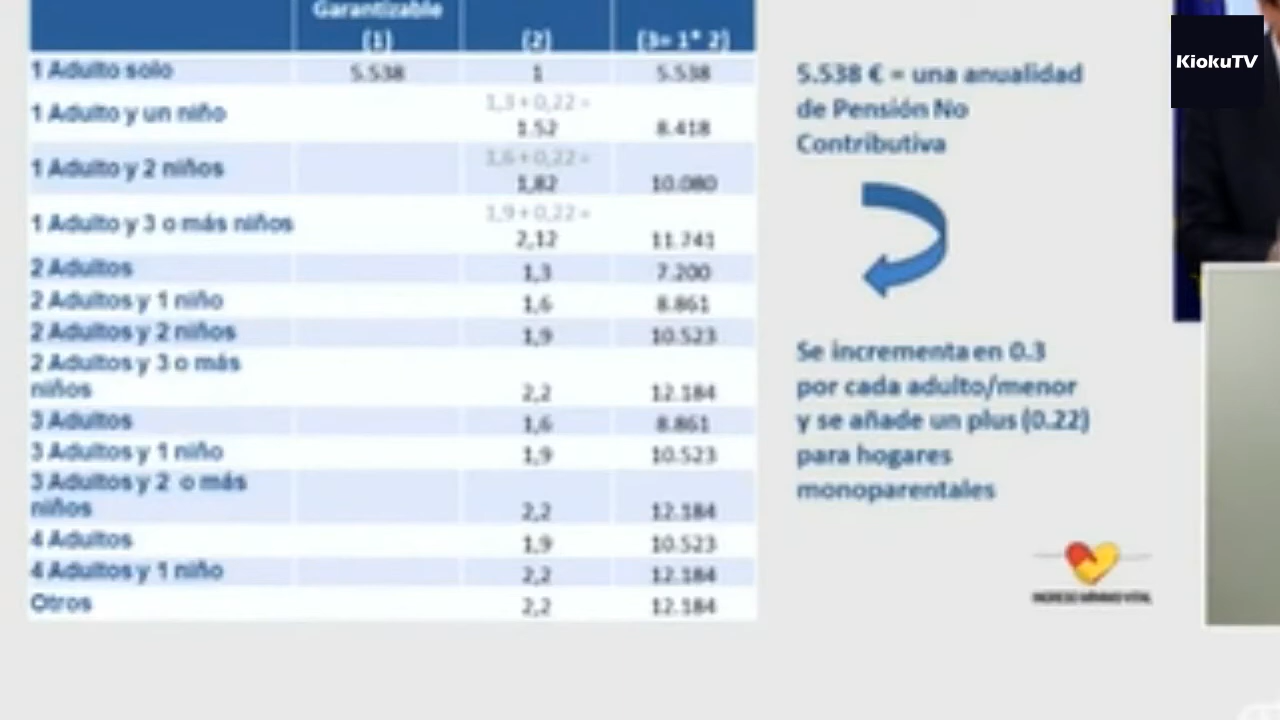 Garantizable
(1) (2) (3= 1* 2)
1 Adulto solo 5.538 1 5.538
1 Adulto y un niño 1,3 + 0,22 = 1.52 8.418
1 Adulto y 2 niños 1,6 + 0,22 = 1,82 10.080
1 Adulto y 3 o más niños 1,9 + 0,22 = 2,12 11.741
2 Adultos 1,3 7.200
2 Adultos y 1 niño 1,6 8.861
2 Adultos y 2 niños 1,9 10.523
2 Adultos y 3 o más
niños 2,2 12.184
3 Adultos 1,6 8.861
3 Adultos y 1 niño 1,9 10.523
3 Adultos y 2 o más
niños 2,2 12.184
4 Adultos 1,9 10.523
4 Adultos y 1 niño 2,2 12.184
Otros 2,2 12.184
5.538 € = una anualidad
de Pensión No
Contributiva
Se incrementa en 0.3
por cada adulto/menor
y se añade un plus (0.22)
para hogares
monoparentales
INGRESO MÍNIMO VITAL
KiokuTV